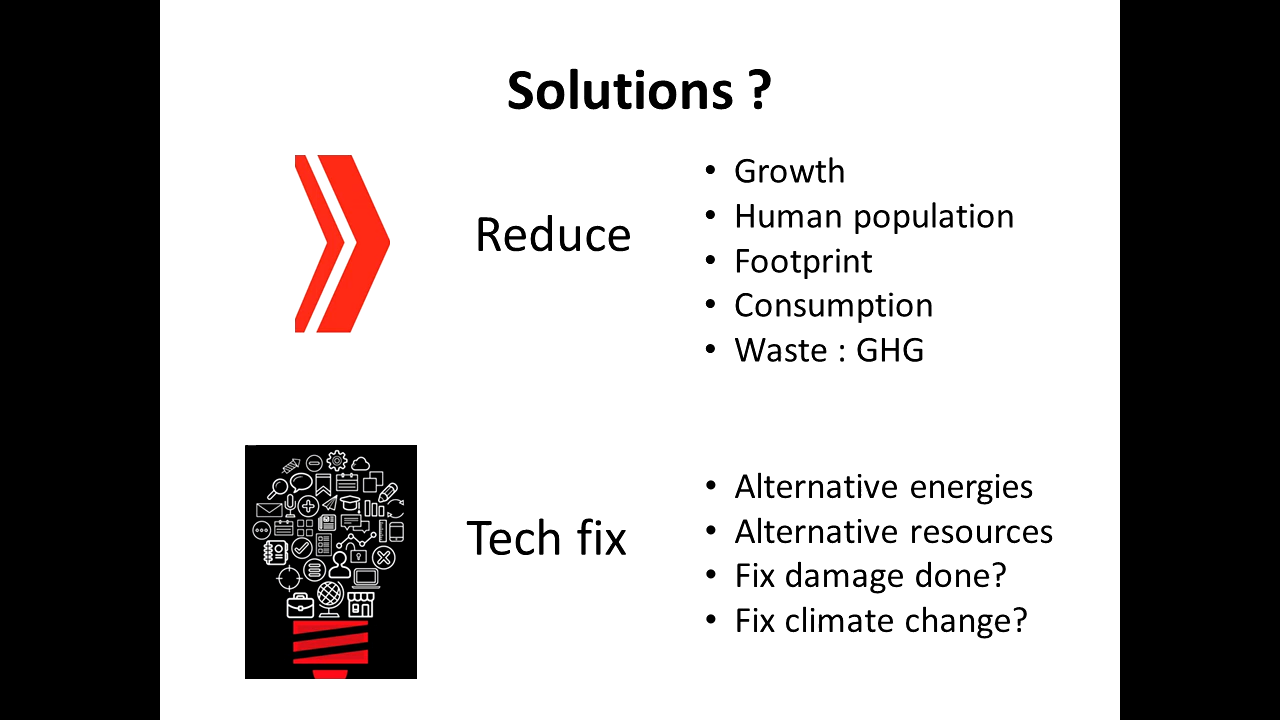 Solutions ?
Reduce
• Growth
• Human population
• Footprint
• Consumption
• Waste : GHG
Tech fix
• Alternative energies
• Alternative resources
• Fix damage done?
• Fix climate change?